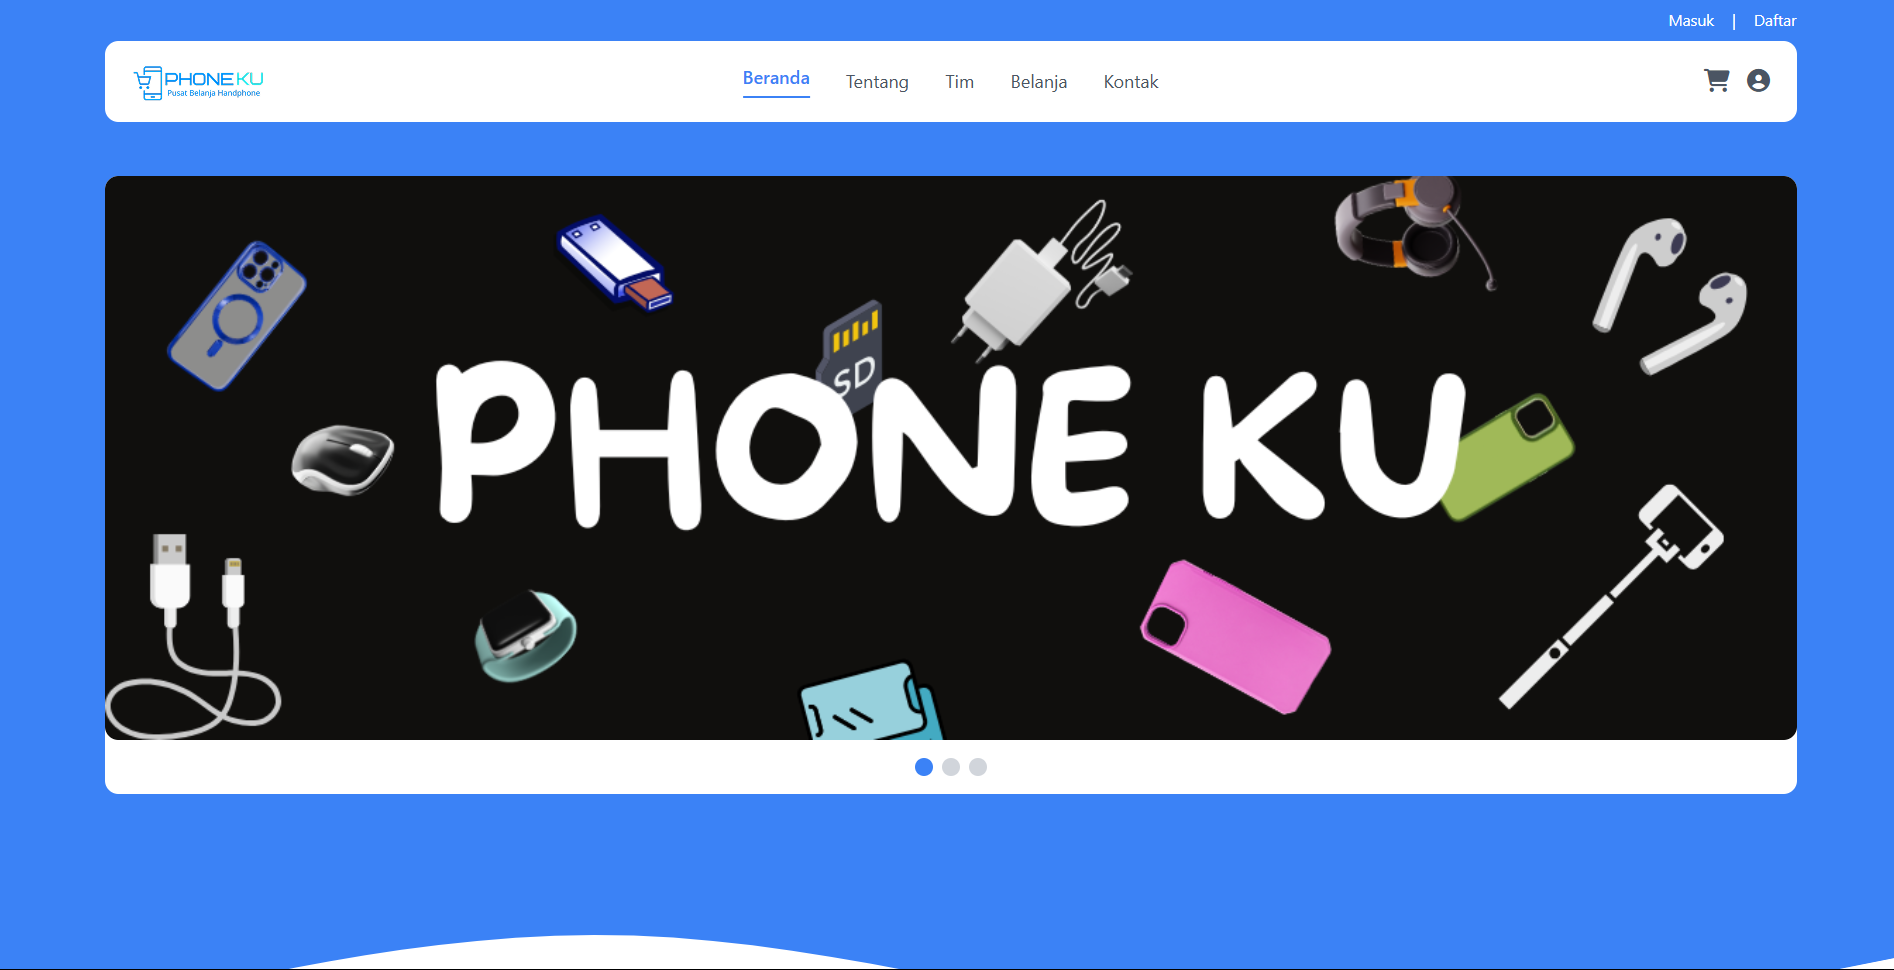 Masuk | Daftar
PHONE KU
Pusat Belanja Handphone
Beranda Tentang Tim Belanja Kontak
SD
PHONE KU